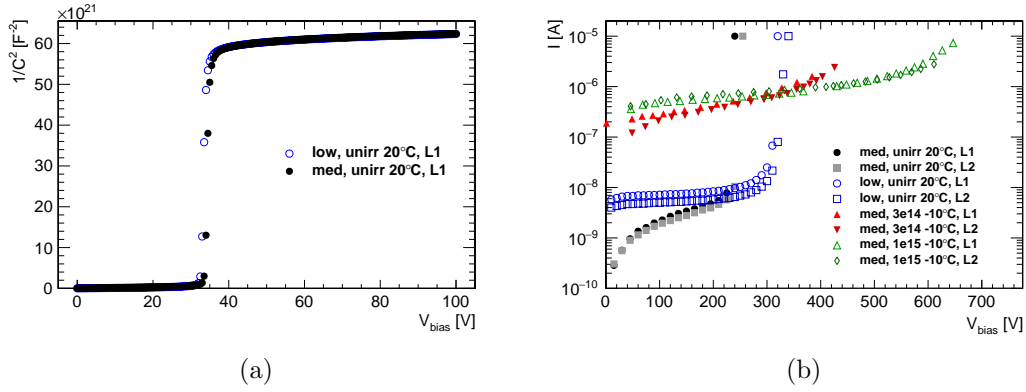 ×10²¹
1/C² [F⁻²]
60
50
40
30
20
10
0
0 20 40 60 80 100
V_bias [V]
low, unirr 20°C, L1
med, unirr 20°C, L1
(a)
I [A]
10⁻⁵
10⁻⁶
10⁻⁷
10⁻⁸
10⁻⁹
10⁻¹⁰
0 100 200 300 400 500 600 700
V_bias [V]
med, unirr 20°C, L1
med, unirr 20°C, L2
low, unirr 20°C, L1
low, unirr 20°C, L2
med, 3e14 -10°C, L1
med, 3e14 -10°C, L2
med, 1e15 -10°C, L1
med, 1e15 -10°C, L2
(b)